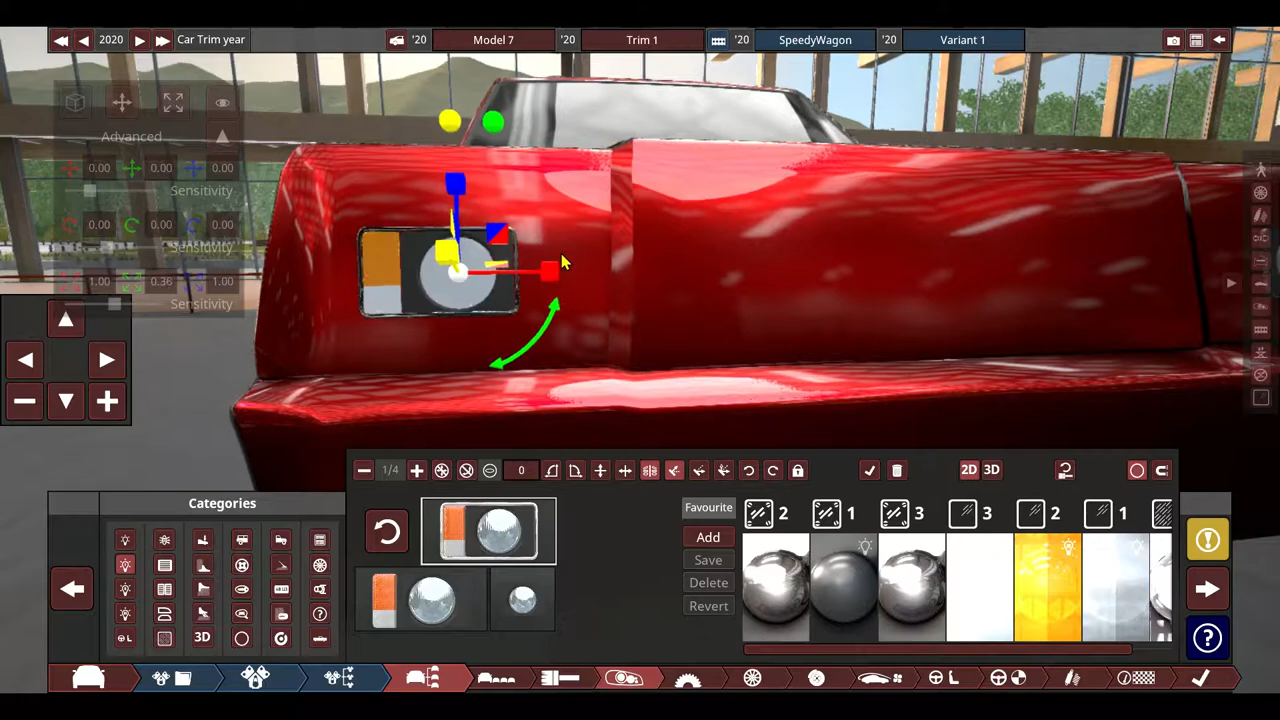 2020 Car Trim year '20 Model 7 '20 Trim 1 '20 SpeedyWagon '20 Variant 1
Advanced
0.00 0.00 0.00
Sensitivity
0.00 0.00 0.00
Sensitivity
1.00 0.36 1.00
Sensitivity
1/4 0 2D 3D
Categories
Favourite 2 1 3 3 2 1
Add
Save
Delete
Revert
3D